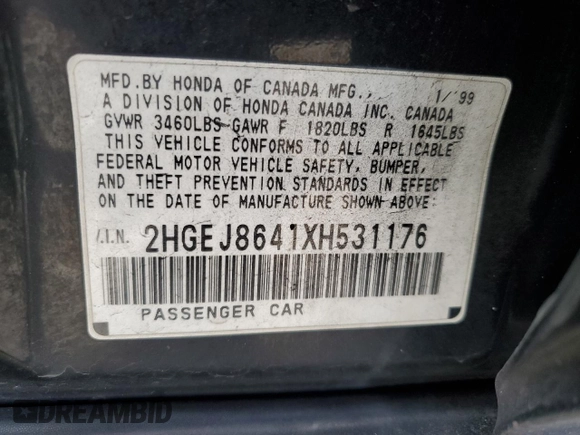 MFD.BY HONDA OF CANADA MFG., 1/'99
A DIVISION OF HONDA CANADA INC. CANADA
GVWR 3460LBS GAWR F 1820LBS R 1645LBS
THIS VEHICLE CONFORMS TO ALL APPLICABLE
FEDERAL MOTOR VEHICLE SAFETY, BUMPER,
AND THEFT PREVENTION STANDARDS IN EFFECT
ON THE DATE OF MANUFACTURE SHOWN ABOVE:
V.I.N. 2HGEJ8641XH531176
PASSENGER CAR
DREAMBID